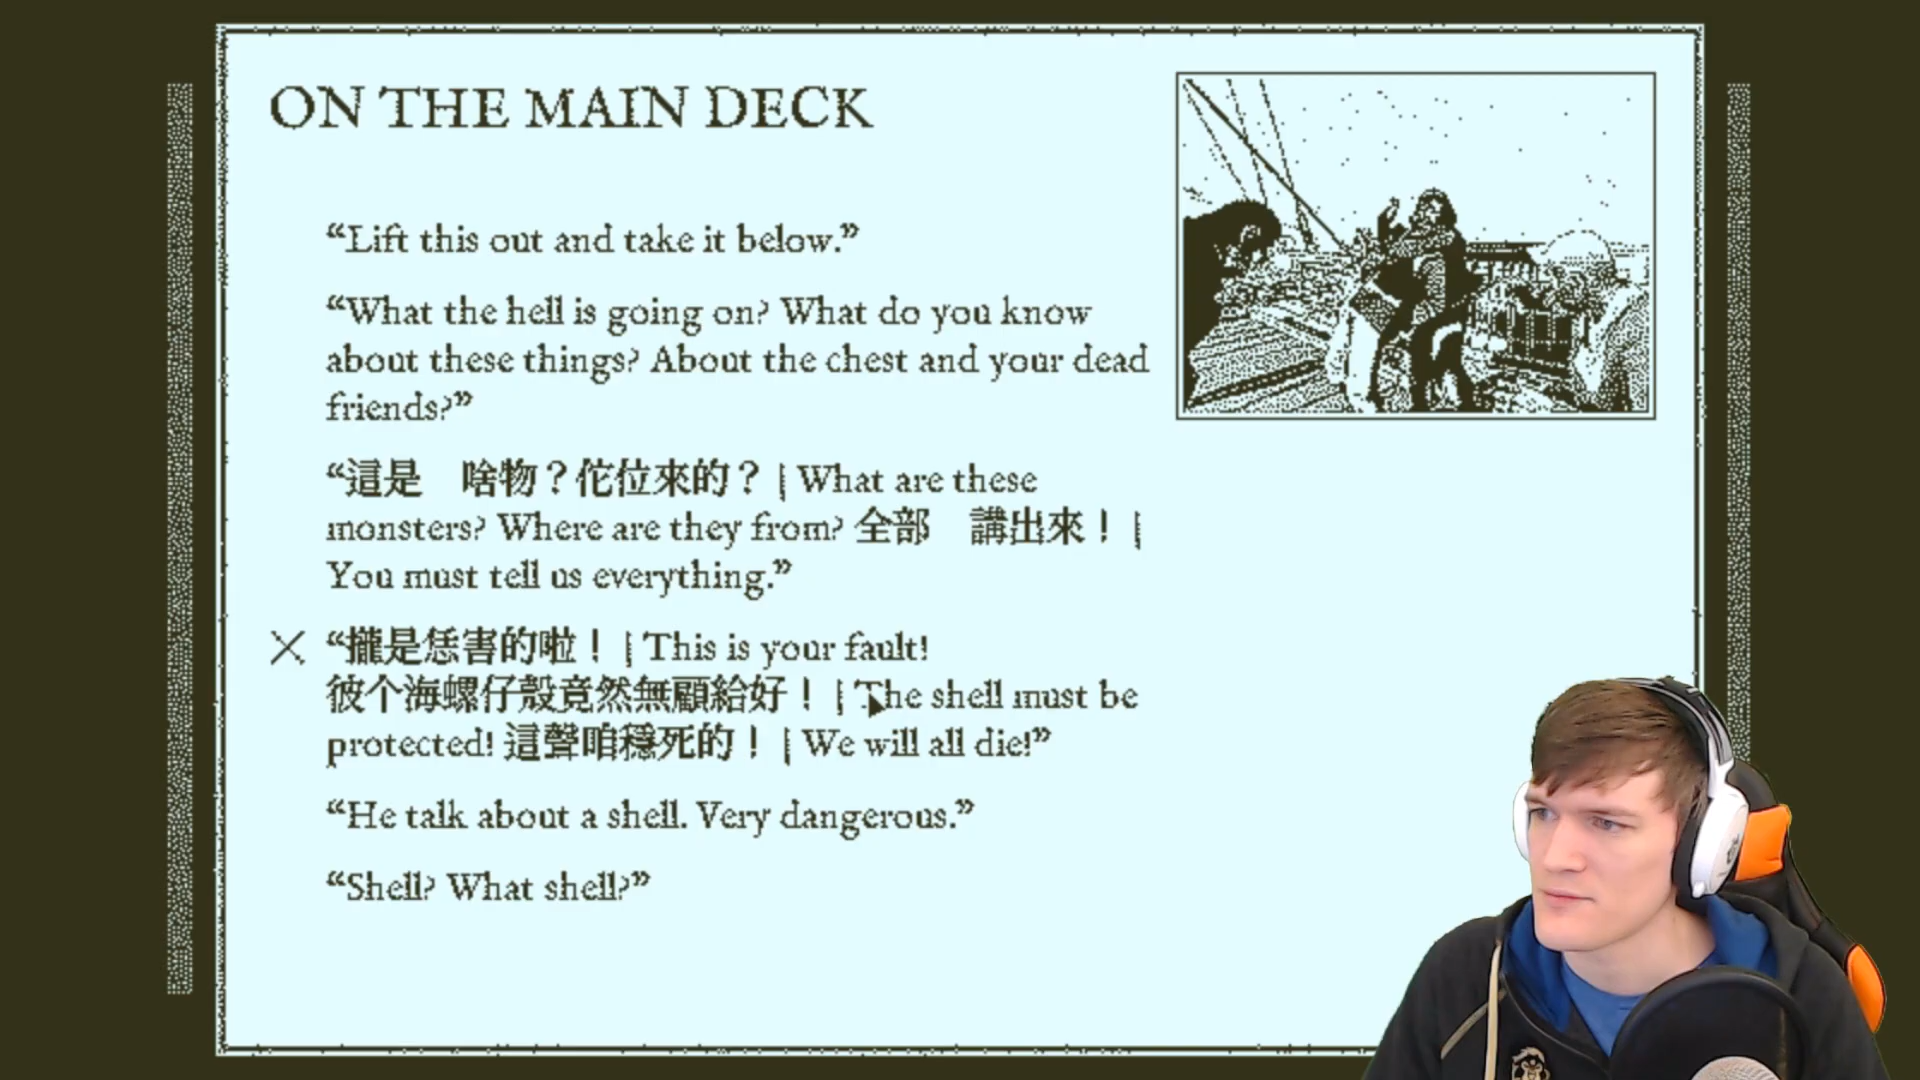 ON THE MAIN DECK
“Lift this out and take it below.”
“What the hell is going on? What do you know
about these things? About the chest and your dead
friends?”
“這是　啥物？佗位來的？ | What are these
monsters? Where are they from? 全部　講出來！ |
You must tell us everything.”
“攏是恁害的啦！ | This is your fault!
彼个海螺仔殼竟然無顧給好！ | The shell must be
protected! 這聲咱穩死的！ | We will all die!”
“He talk about a shell. Very dangerous.”
“Shell? What shell?”